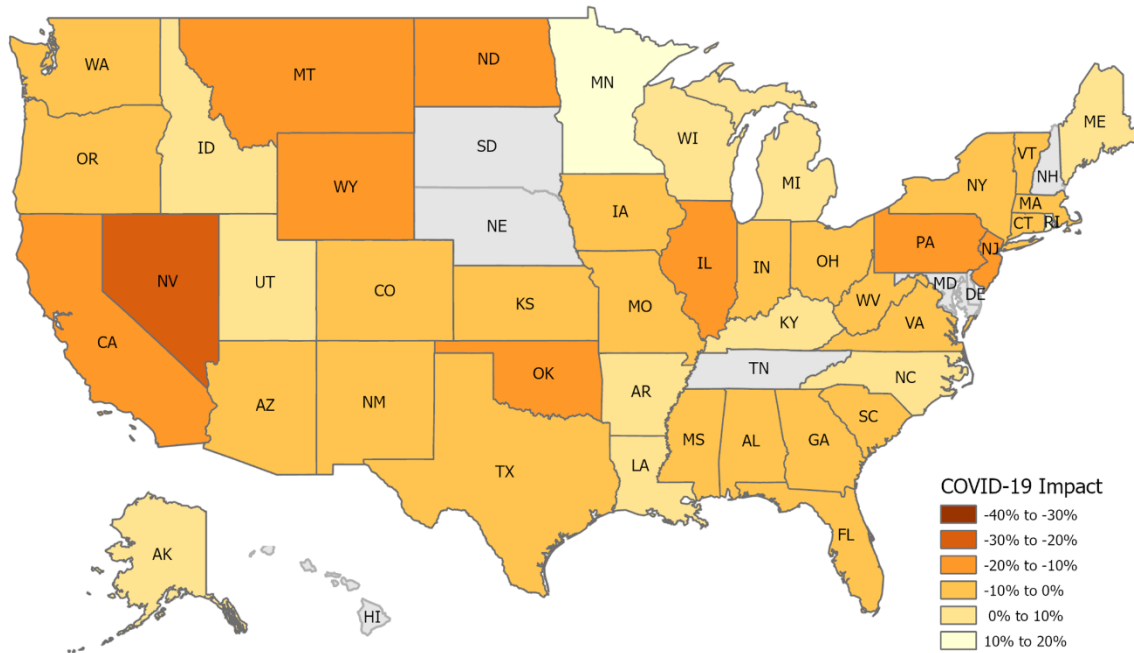 WA
MT
ND
MN
ME
OR
ID
WY
SD
WI
MI
VT
NH
NY
MA
CT
RI
NV
UT
CO
NE
IA
IL
IN
OH
PA
NJ
MD
DE
CA
KS
MO
KY
WV
VA
AZ
NM
OK
AR
TN
NC
TX
LA
MS
AL
GA
SC
FL
AK
HI
COVID-19 Impact
-40% to -30%
-30% to -20%
-20% to -10%
-10% to 0%
0% to 10%
10% to 20%